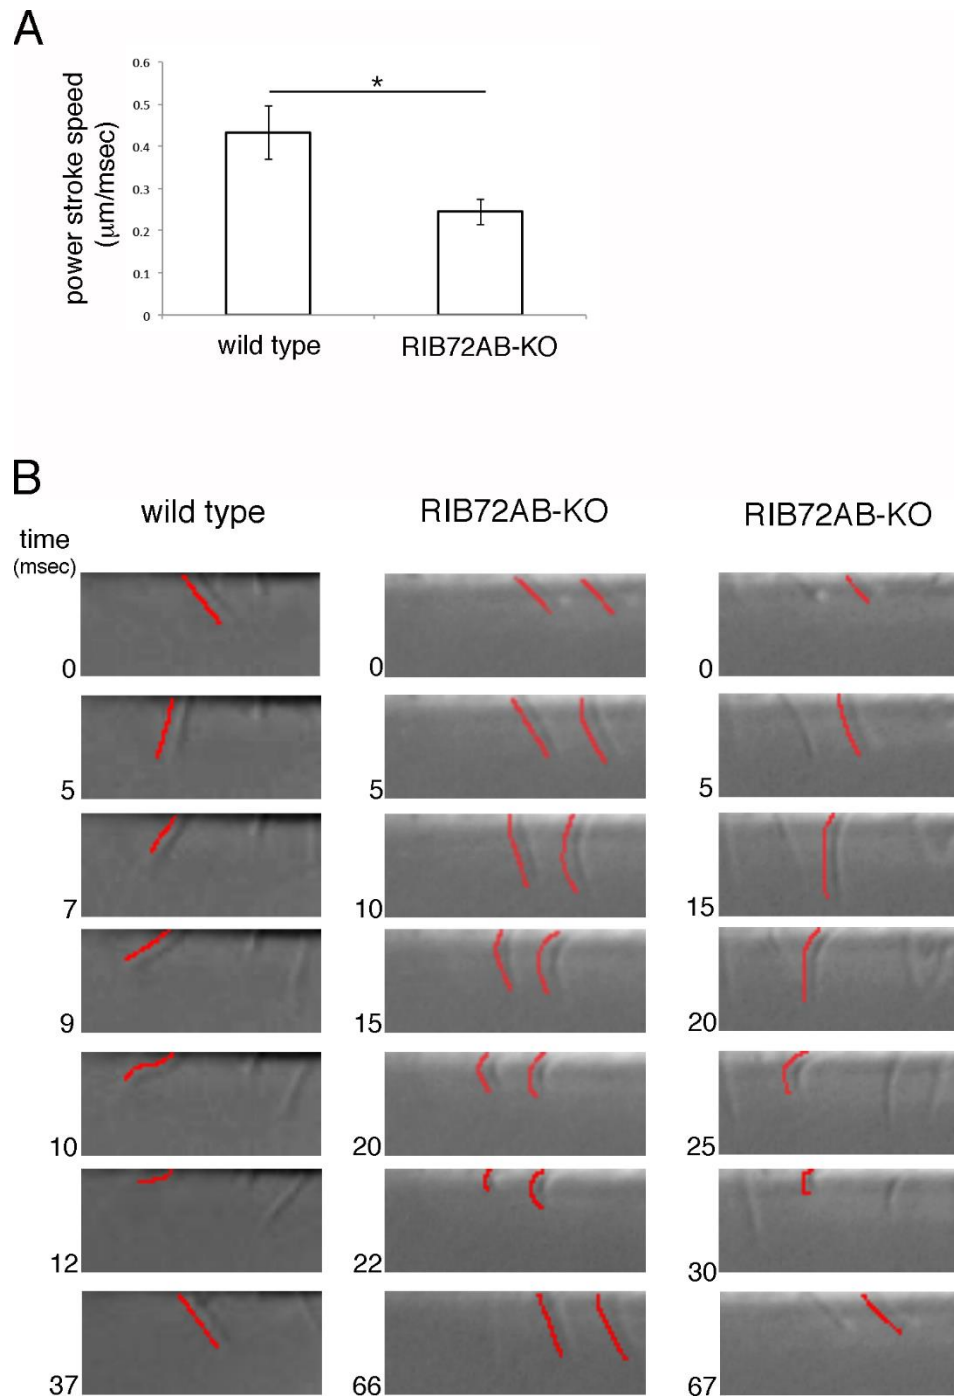 A
0.6
0.5
0.4
0.3
0.2
0.1
0
power stroke speed
(μm/msec)
*
wild type
RIB72AB-KO
B
wild type
RIB72AB-KO
RIB72AB-KO
time
(msec)
0
0
0
5
5
5
7
10
15
9
15
20
10
20
25
12
22
30
37
66
67